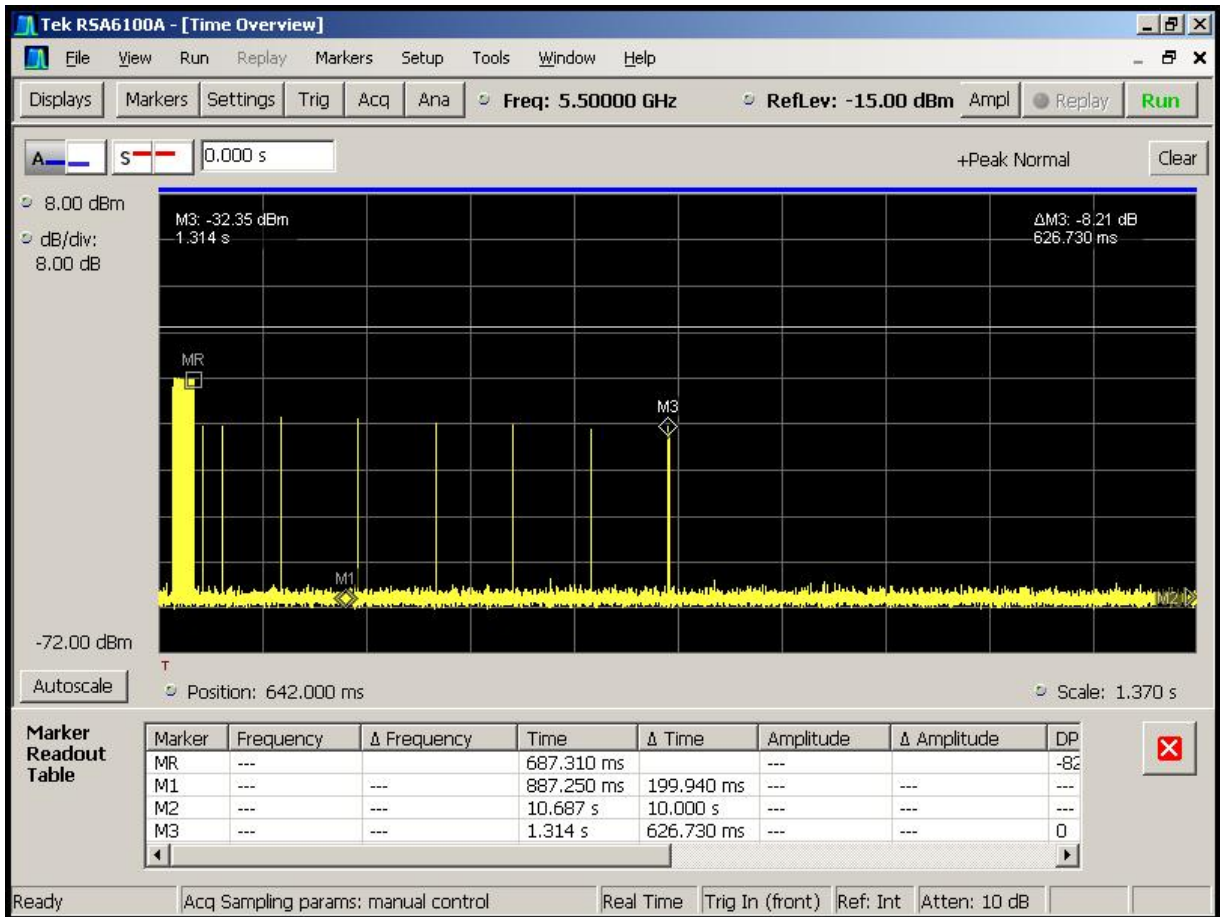 Tek RSA6100A - [Time Overview]
File View Run Replay Markers Setup Tools Window Help
Displays Markers Settings Trig Acq Ana Freq: 5.50000 GHz RefLev: -15.00 dBm Ampl Replay Run
A S 0.000 s +Peak Normal Clear
8.00 dBm
dB/div:
8.00 dB
M3: -32.35 dBm
1.314 s
ΔM3: -8.21 dB
626.730 ms
MR
M3
M1
M2
-72.00 dBm
T
Autoscale Position: 642.000 ms Scale: 1.370 s
Marker
Readout
Table
Marker Frequency Δ Frequency Time Δ Time Amplitude Δ Amplitude DP
MR --- 687.310 ms --- -82
M1 --- --- 887.250 ms 199.940 ms --- --- ---
M2 --- --- 10.687 s 10.000 s --- --- ---
M3 --- --- 1.314 s 626.730 ms --- --- 0
Ready Acq Sampling params: manual control Real Time Trig In (front) Ref: Int Atten: 10 dB